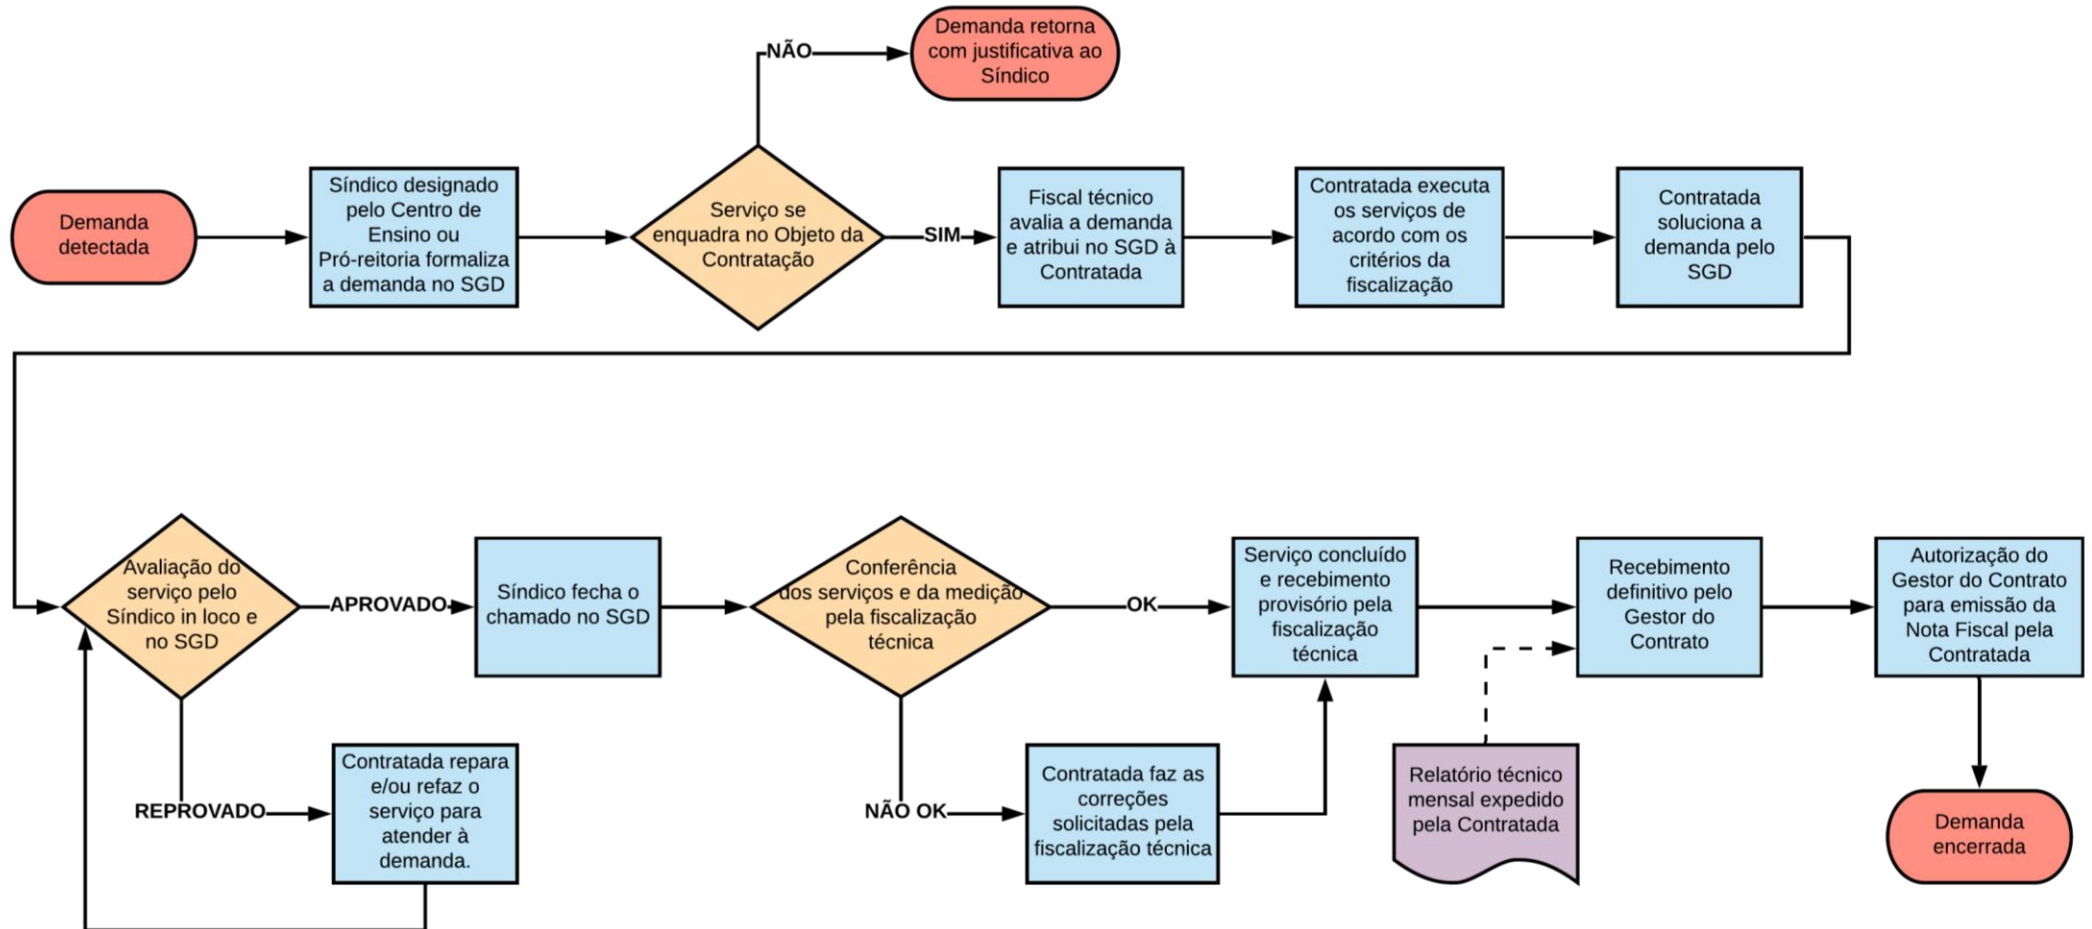 Demanda retorna
com justificativa ao
Síndico
NÃO
Demanda
detectada
Síndico designado
pelo Centro de
Ensino ou
Pró-reitoria formaliza
a demanda no SGD
Serviço se
enquadra no Objeto da
Contratação
SIM
Fiscal técnico
avalia a demanda
e atribui no SGD à
Contratada
Contratada executa
os serviços de
acordo com os
critérios da
fiscalização
Contratada
soluciona a
demanda pelo
SGD
Avaliação do
serviço pelo
Síndico in loco e
no SGD
APROVADO
Síndico fecha o
chamado no SGD
Conferência
dos serviços e da medição
pela fiscalização
técnica
OK
Serviço concluído
e recebimento
provisório pela
fiscalização
técnica
Recebimento
definitivo pelo
Gestor do
Contrato
Autorização do
Gestor do Contrato
para emissão da
Nota Fiscal pela
Contratada
REPROVADO
Contratada repara
e/ou refaz o
serviço para
atender à
demanda.
NÃO OK
Contratada faz as
correções
solicitadas pela
fiscalização técnica
Relatório técnico
mensal expedido
pela Contratada
Demanda
encerrada